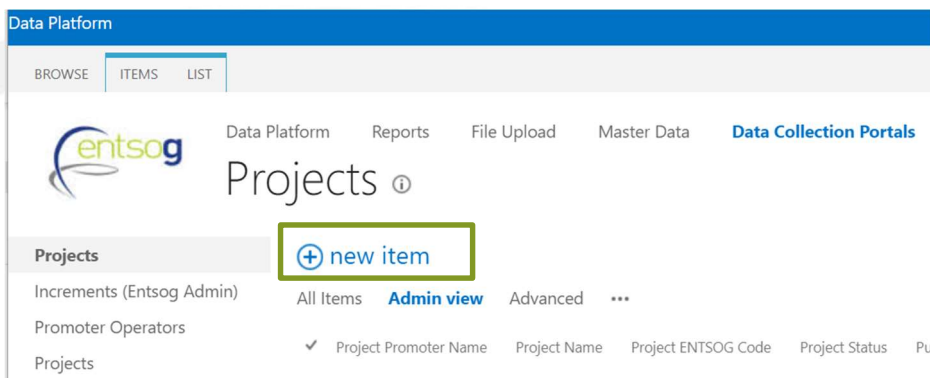 Data Platform
BROWSE ITEMS LIST
entsog
Data Platform Reports File Upload Master Data Data Collection Portals
Projects
Projects
new item
Increments (Entsog Admin)
All Items Admin view Advanced ...
Promoter Operators
Project Promoter Name Project Name Project ENTSOG Code Project Status Pu
Projects